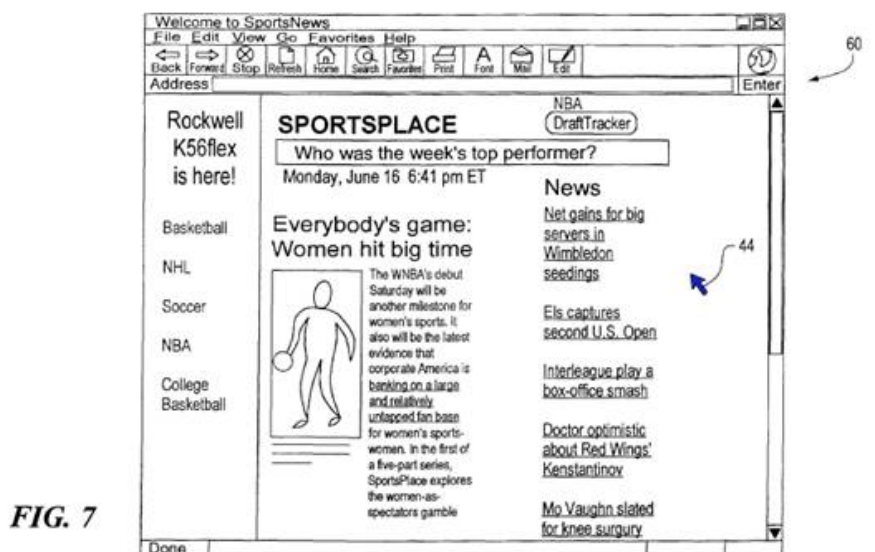 Welcome to SportsNews
File Edit View Go Favorites Help
Back Forward Stop Refresh Home Search Favorites Print Font Mail Edit
Address Enter
60
Rockwell
K56flex
is here!
Basketball
NHL
Soccer
NBA
College
Basketball
SPORTSPLACE
NBA
DraftTracker
Who was the week's top performer?
Monday, June 16 6:41 pm ET
Everybody's game:
Women hit big time
The WNBA's debut
Saturday will be
another milestone for
women's sports. it
also will be the latest
evidence that
corporate America is
banking on a large
and relatively
untapped fan base
for women's sports-
women. In the first of
a five-part series,
SportsPlace explores
the women-as-
spectators gamble
News
Net gains for big
servers in
Wimbledon
seedings
Els captures
second U.S. Open
Interleague play a
box-office smash
Doctor optimistic
about Red Wings'
Kenstantinov
Mo Vaughn slated
for knee surgury
44
Done
FIG. 7